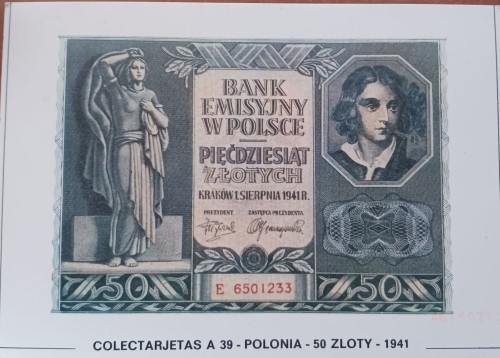 BANK
EMISYJNY
W POLSCE
PIĘĆDZIESIĄT
ZŁOTYCH
KRAKÓW 1. SIERPNIA 1941 R.
PREZYDENT ZASTĘPCA PREZYDENTA
50 E 6501233 50
COLECTARJETAS A 39 - POLONIA - 50 ZLOTY - 1941